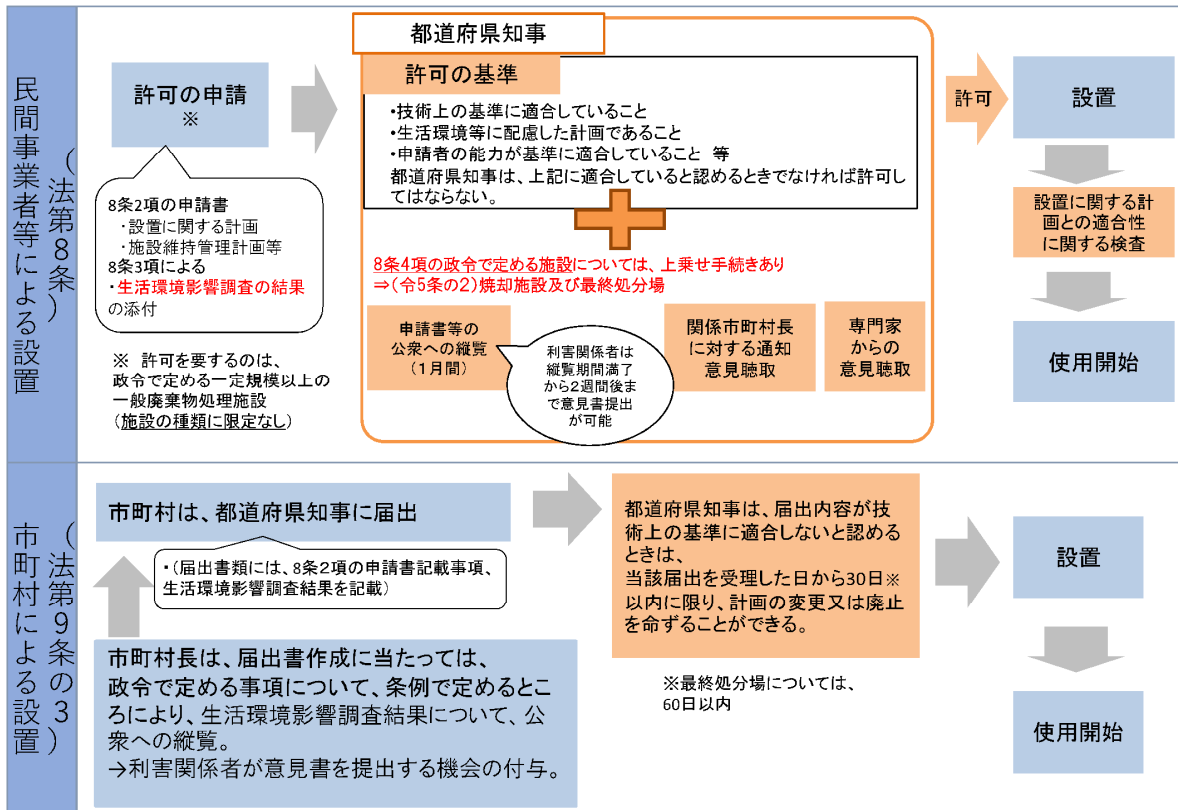 民間事業者等による設置
（法第８条）
許可の申請
※
8条2項の申請書
・設置に関する計画
・施設維持管理計画等
8条3項による
・生活環境影響調査の結果
の添付
※ 許可を要するのは、
政令で定める一定規模以上の
一般廃棄物処理施設
（施設の種類に限定なし）
都道府県知事
許可の基準
・技術上の基準に適合していること
・生活環境等に配慮した計画であること
・申請者の能力が基準に適合していること 等
都道府県知事は、上記に適合していると認めるときでなければ許可し
てはならない。
8条4項の政令で定める施設については、上乗せ手続きあり
⇒（令5条の2）焼却施設及び最終処分場
申請書等の
公衆への縦覧
（１月間）
利害関係者は
縦覧期間満了
から２週間後ま
で意見書提出
が可能
関係市町村長
に対する通知
意見聴取
専門家
からの
意見聴取
許可
設置
設置に関する計
画との適合性
に関する検査
使用開始
市町村による設置
（法第９条の３）
市町村は、都道府県知事に届出
・（届出書類には、8条２項の申請書記載事項、
生活環境影響調査結果を記載）
市町村長は、届出書作成に当たっては、
政令で定める事項について、条例で定めるとこ
ろにより、生活環境影響調査結果について、公
衆への縦覧。
→利害関係者が意見書を提出する機会の付与。
都道府県知事は、届出内容が技
術上の基準に適合しないと認める
ときは、
当該届出を受理した日から30日※
以内に限り、計画の変更又は廃止
を命ずることができる。
※最終処分場については、
60日以内
設置
使用開始